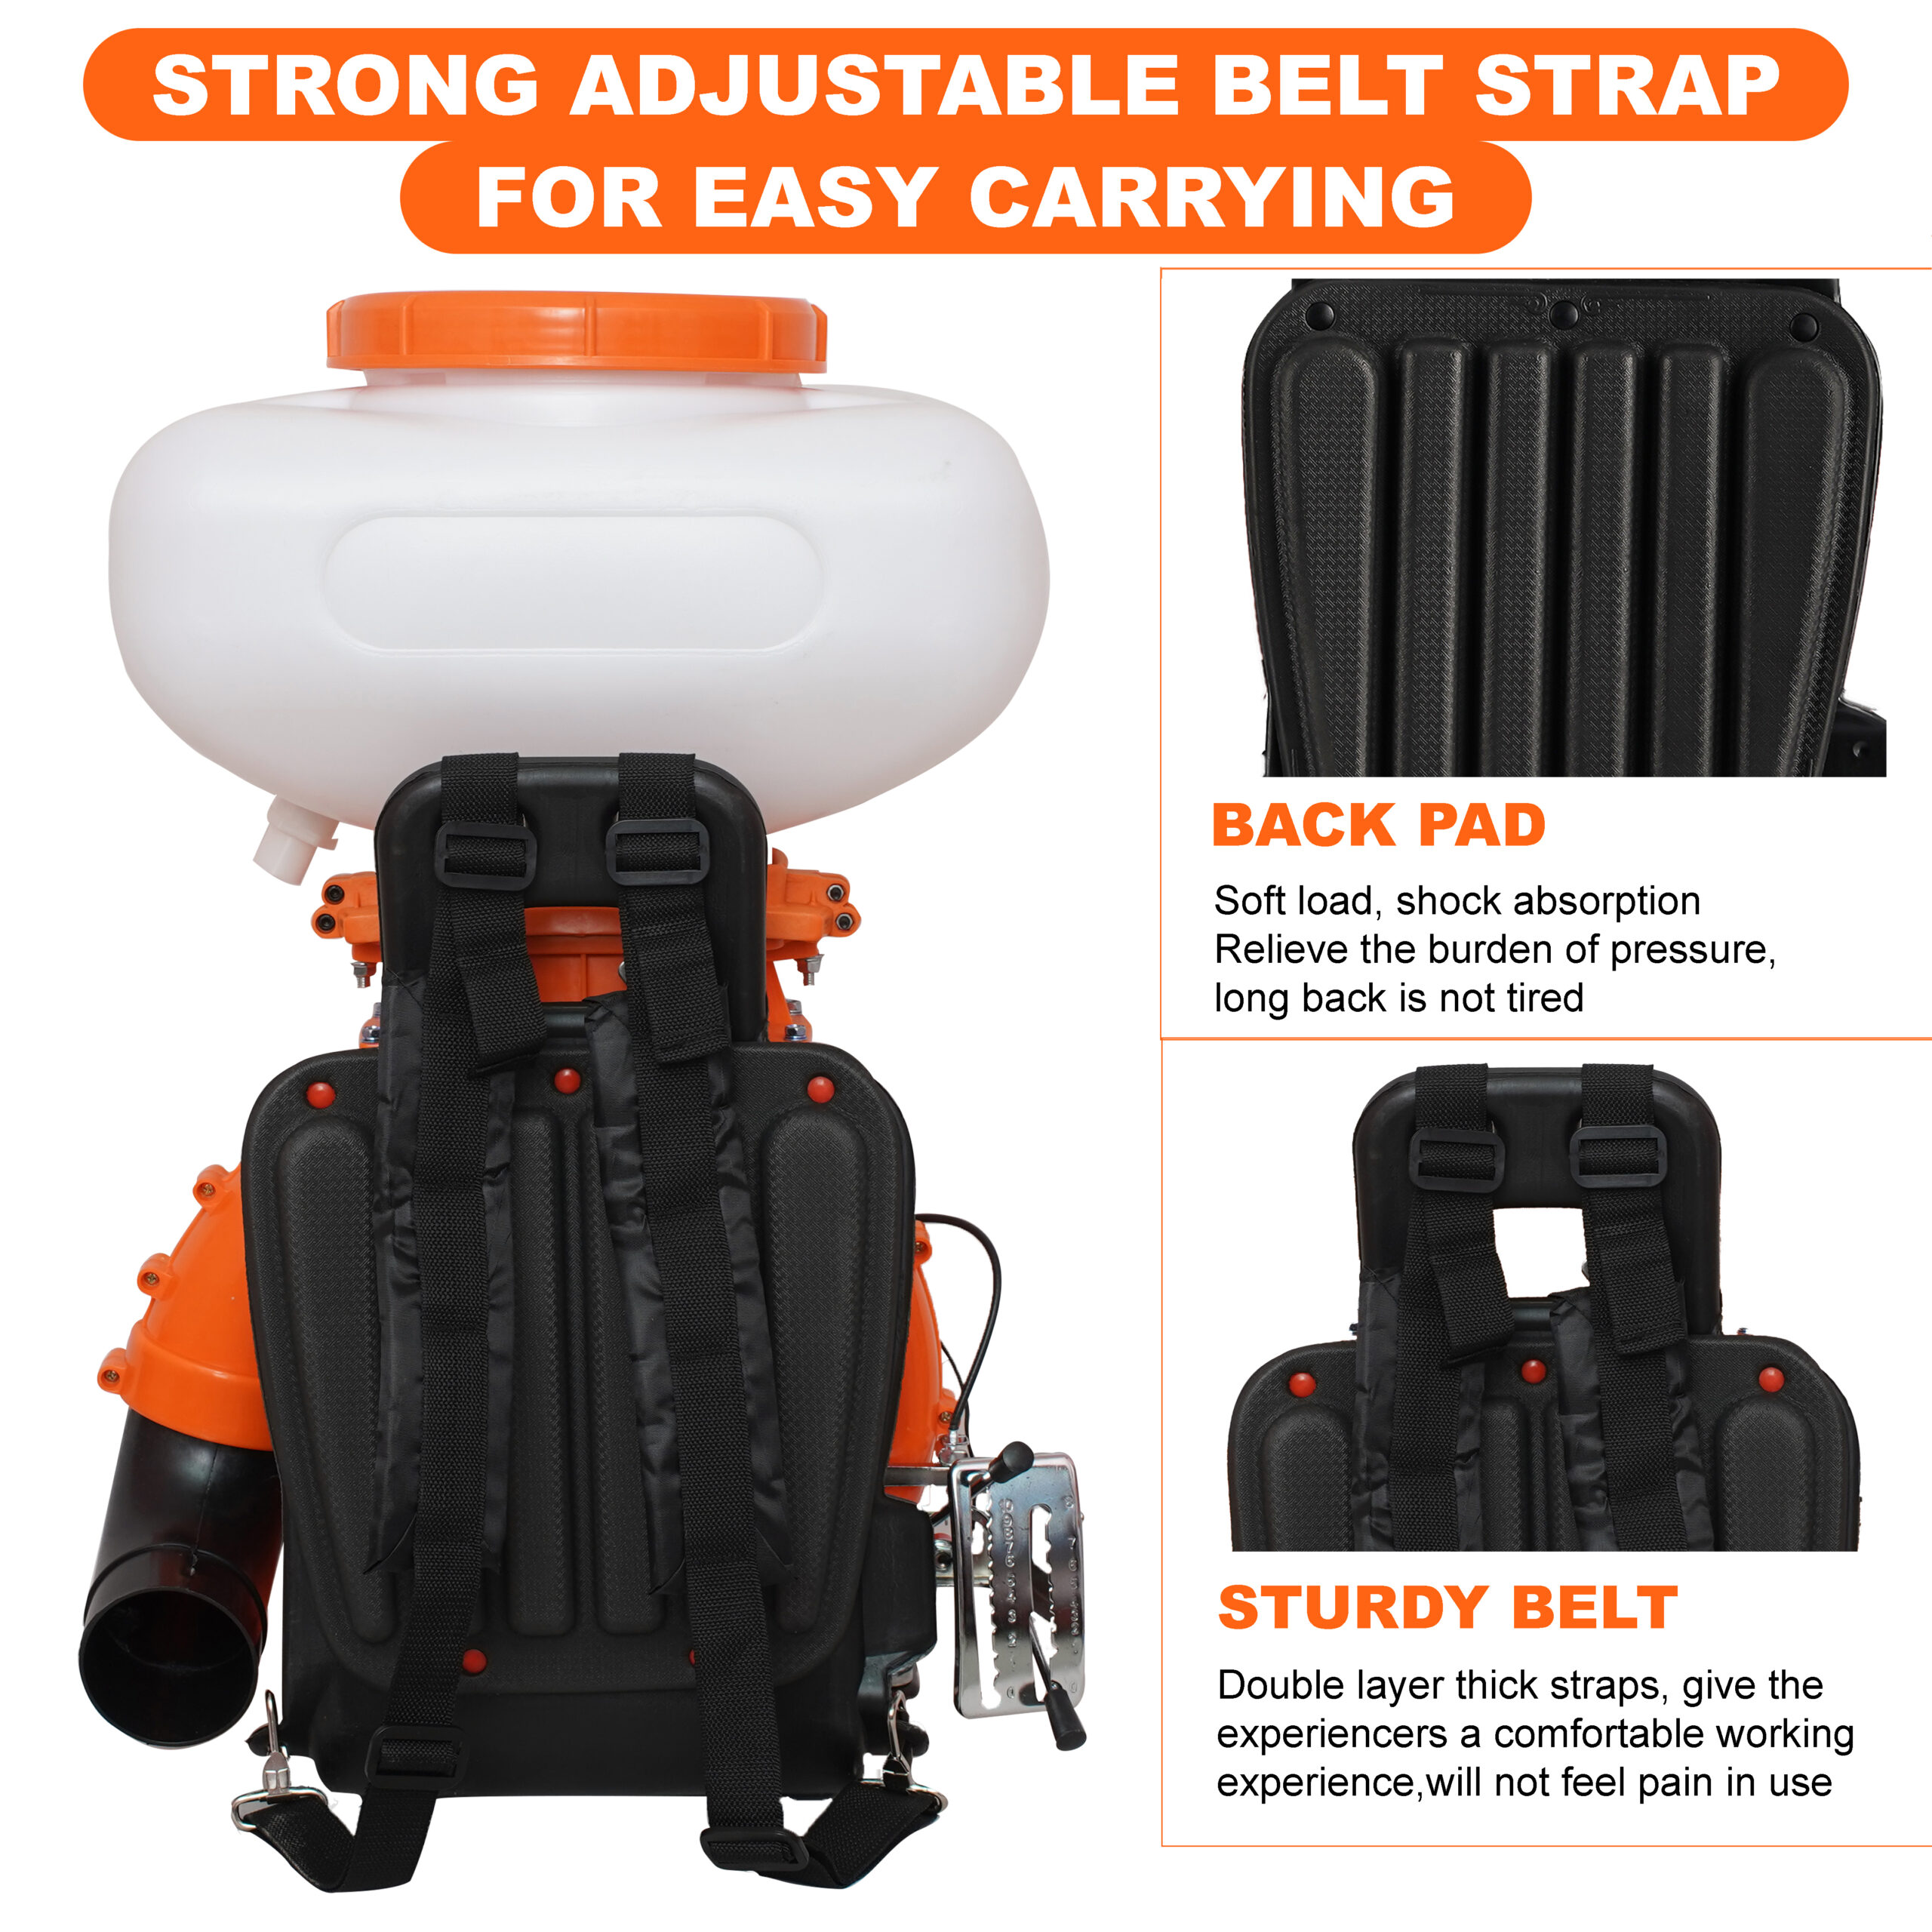 STRONG ADJUSTABLE BELT STRAP
FOR EASY CARRYING
BACK PAD
Soft load, shock absorption
Relieve the burden of pressure,
long back is not tired
STURDY BELT
Double layer thick straps, give the
experiencers a comfortable working
experience,will not feel pain in use